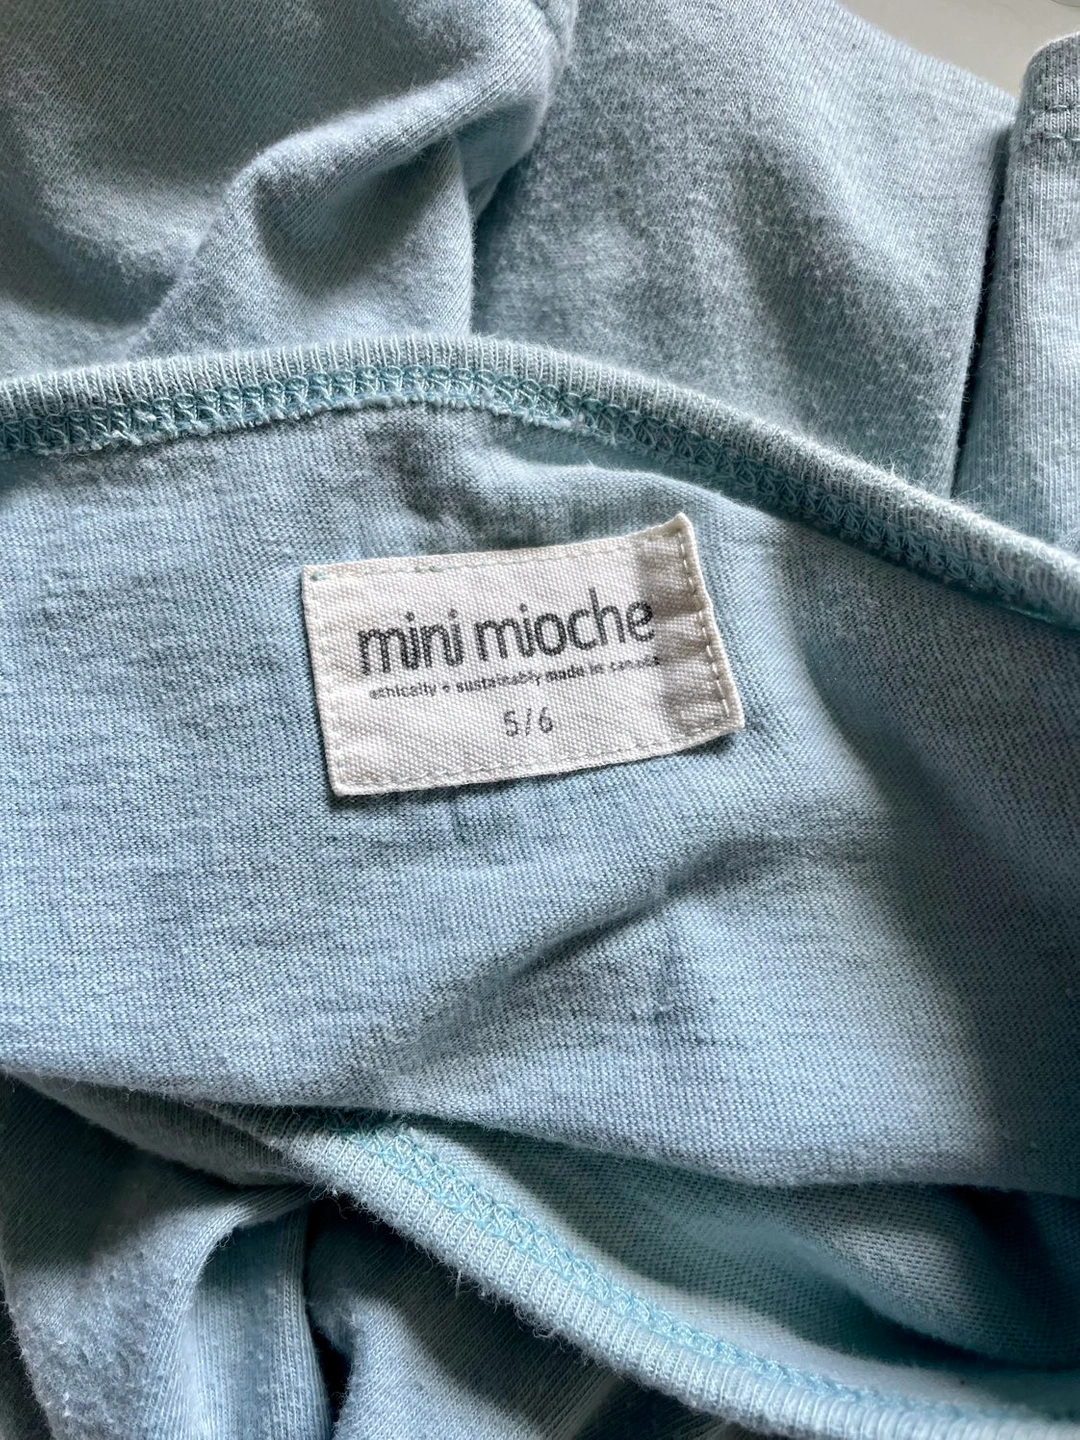 mini mioche
ethically + sustainably made in canada
5/6